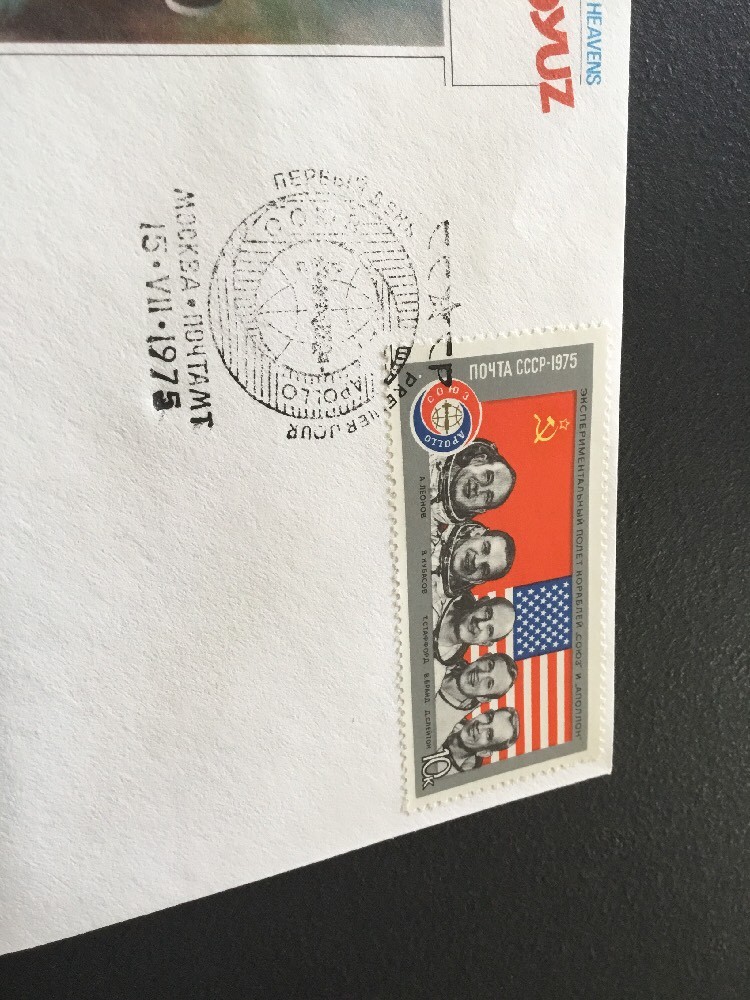 HEAVENS
oyuz
ПЕРВЫЙ ДЕНЬ
СОЮЗ
APOLLO
PREMIER JOUR
МОСКВА • ПОЧТАМТ
15 • VII • 1975
ПОЧТА СССР·1975
ЭКСПЕРИМЕНТАЛЬНЫЙ ПОЛЕТ КОРАБЛЕЙ „СОЮЗ" И „АПОЛЛОН"
СОЮЗ
APOLLO
А.ЛЕОНОВ В.КУБАСОВ Т.СТАФФОРД В.БРАНД Д.СЛЕЙТОН
10к